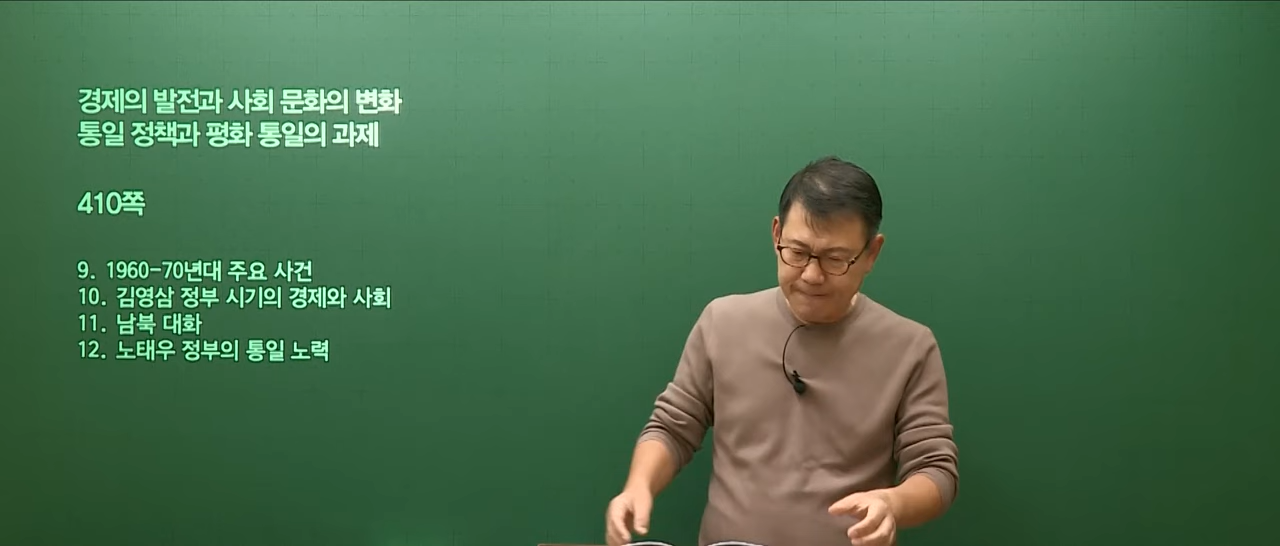 경제의 발전과 사회 문화의 변화
통일 정책과 평화 통일의 과제
410쪽
9. 1960-70년대 주요 사건
10. 김영삼 정부 시기의 경제와 사회
11. 남북 대화
12. 노태우 정부의 통일 노력